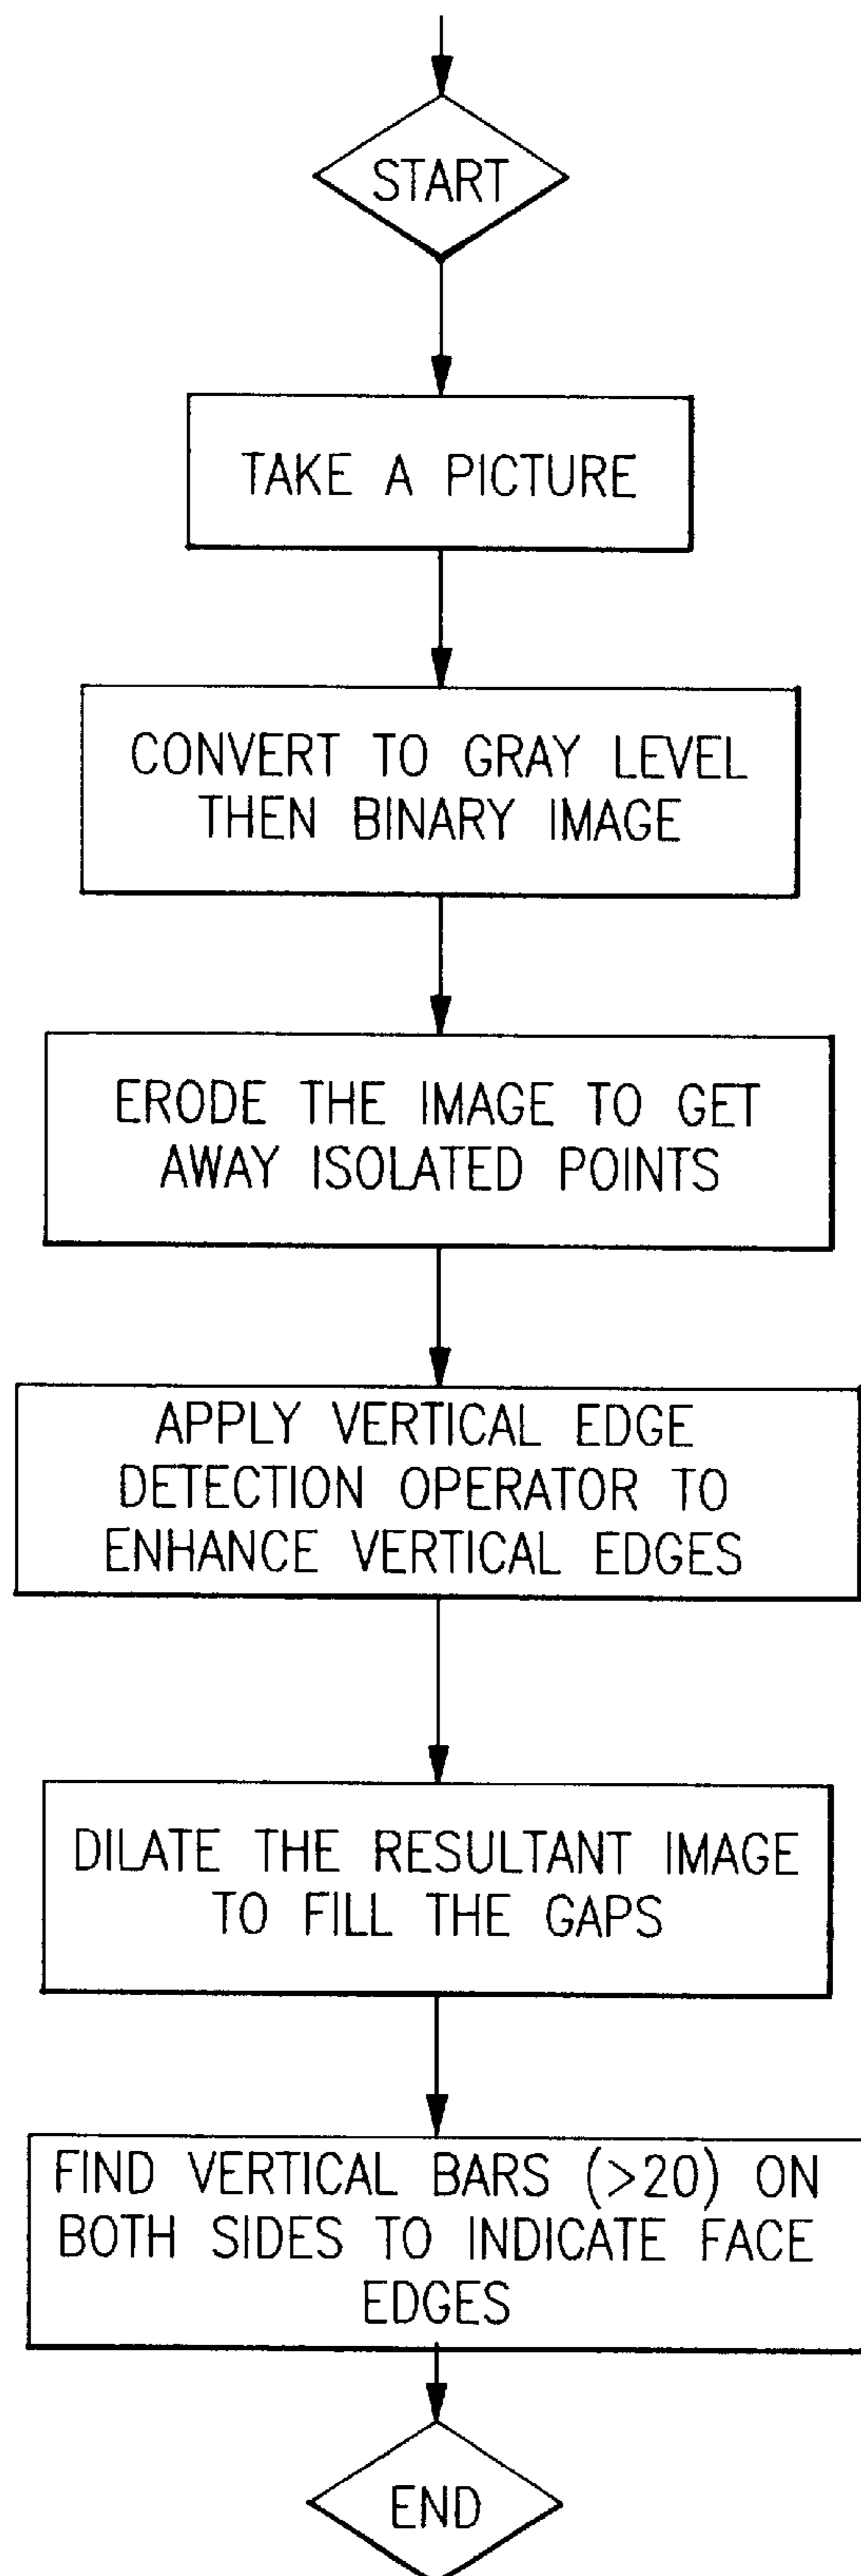 START
TAKE A PICTURE
CONVERT TO GRAY LEVEL
THEN BINARY IMAGE
ERODE THE IMAGE TO GET
AWAY ISOLATED POINTS
APPLY VERTICAL EDGE
DETECTION OPERATOR TO
ENHANCE VERTICAL EDGES
DILATE THE RESULTANT IMAGE
TO FILL THE GAPS
FIND VERTICAL BARS (>20) ON
BOTH SIDES TO INDICATE FACE
EDGES
END